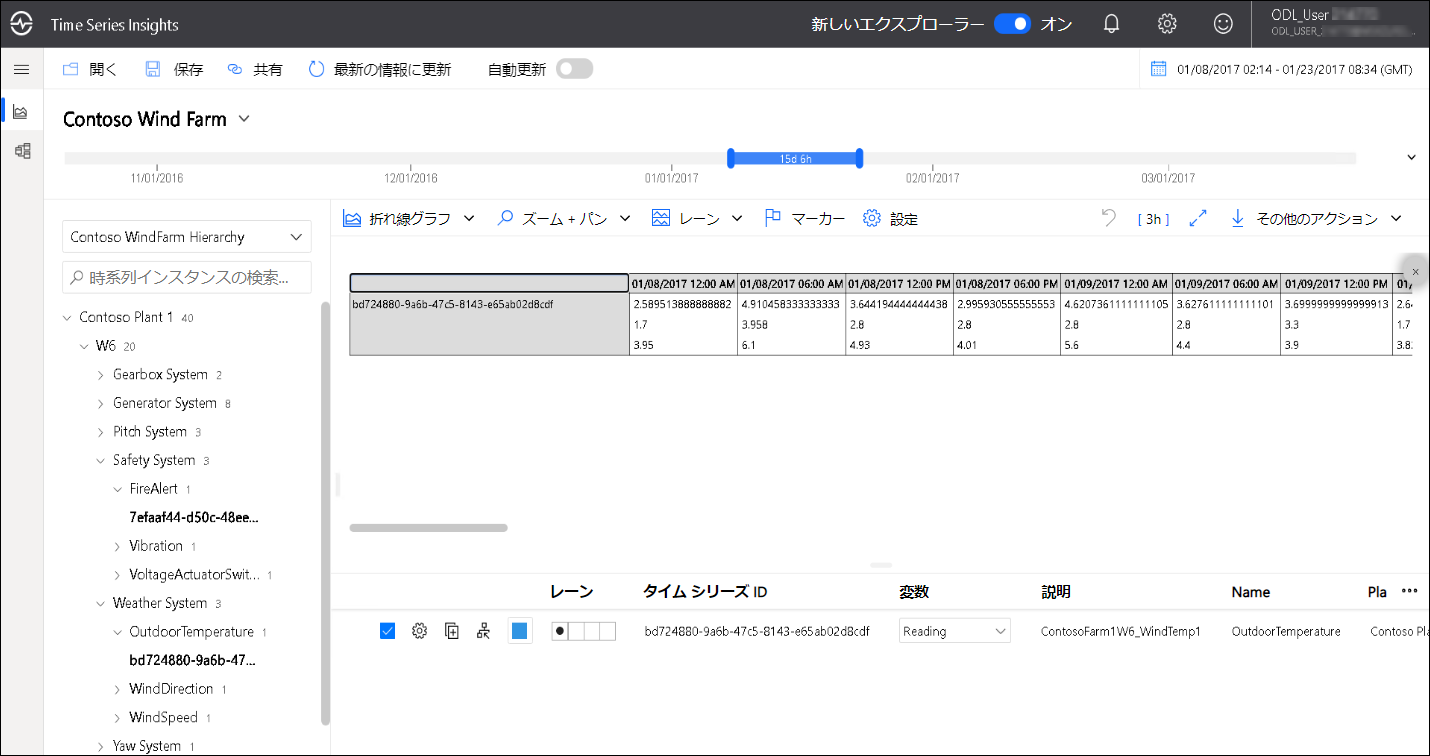 Time Series Insights
新しいエクスプローラー オン
ODL_User
ODL_USER_
開く 保存 共有 最新の情報に更新 自動更新
01/08/2017 02:14 - 01/23/2017 08:34 (GMT)
Contoso Wind Farm
15d 6h
11/01/2016 12/01/2016 01/01/2017 02/01/2017 03/01/2017
折れ線グラフ ズーム + パン レーン マーカー 設定 [ 3h ] その他のアクション
Contoso WindFarm Hierarchy
時系列インスタンスの検索...
Contoso Plant 1 40
W6 20
Gearbox System 2
Generator System 8
Pitch System 3
Safety System 3
FireAlert 1
7efaaf44-d50c-48ee...
Vibration 1
VoltageActuatorSwit... 1
Weather System 3
OutdoorTemperature 1
bd724880-9a6b-47...
WindDirection 1
WindSpeed 1
Yaw System 1
01/08/2017 12:00 AM 01/08/2017 06:00 AM 01/08/2017 12:00 PM 01/08/2017 06:00 PM 01/09/2017 12:00 AM 01/09/2017 06:00 AM 01/09/2017 12:00 PM 01/
bd724880-9a6b-47c5-8143-e65ab02d8cdf 2.589513888888882 4.910458333333333 3.644194444444438 2.995930555555553 4.6207361111111105 3.627611111111101 3.6999999999999913 2.6
1.7 3.958 2.8 2.8 2.8 2.8 3.3 1.7
3.95 6.1 4.93 4.01 5.6 4.4 3.9 3.8
レーン タイム シリーズ ID 変数 説明 Name Pla
bd724880-9a6b-47c5-8143-e65ab02d8cdf Reading ContosoFarm1W6_WindTemp1 OutdoorTemperature Contoso Pla